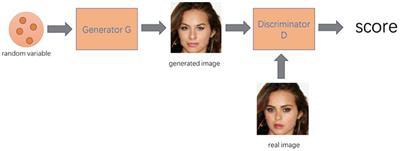 random variable
Generator G
generated image
Discriminator
D
score
real image